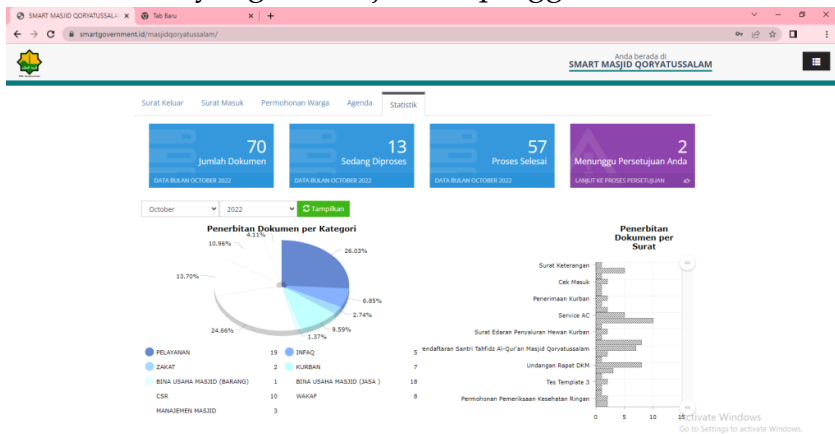 SMART MASJID QORYATUSSALA
Tab Baru
smartgovernment.id/masjidqoryatussalam/
Anda berada di
SMART MASJID QORYATUSSALAM
Surat Keluar Surat Masuk Permohonan Warga Agenda Statistik
70
Jumlah Dokumen
DATA BULAN OCTOBER 2022
13
Sedang Diproses
DATA BULAN OCTOBER 2022
57
Proses Selesai
DATA BULAN OCTOBER 2022
2
Menunggu Persetujuan Anda
LANJUT KE PROSES PERSETUJUAN
October 2022 Tampilkan
Penerbitan Dokumen per Kategori
4.11%
10.96%
26.03%
13.70%
6.85%
2.74%
24.66%
9.59%
1.37%
PELAYANAN 19 INFAQ 5
ZAKAT 2 KURBAN 7
BINA USAHA MASJID (BARANG) 1 BINA USAHA MASJID (JASA ) 18
CSR 10 WAKAF 8
MANAJEMEN MASJID 3
Penerbitan
Dokumen per
Surat
Surat Keterangan
Cek Masuk
Penerimaan Kurban
Service AC
Surat Edaran Penyaluran Hewan Kurban
endaftaran Santri Tahfidz Al-Qur'an Masjid Qoryatussalam
Undangan Rapat DKM
Tes Template 3
Permohonan Pemeriksaan Kesehatan Ringan
0 5 10 15
Activate Windows
Go to Settings to activate Windows.